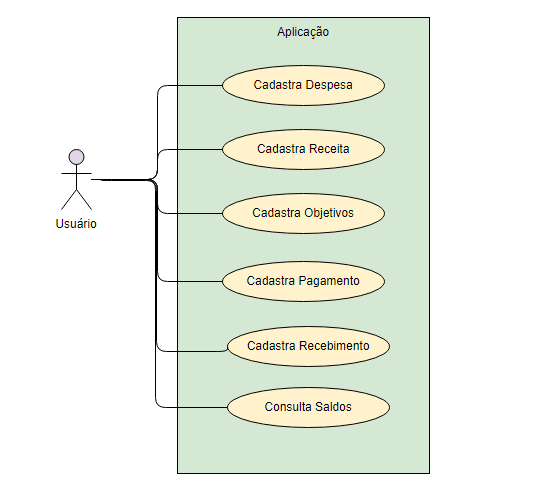 Aplicação
Cadastra Despesa
Cadastra Receita
Cadastra Objetivos
Usuário
Cadastra Pagamento
Cadastra Recebimento
Consulta Saldos